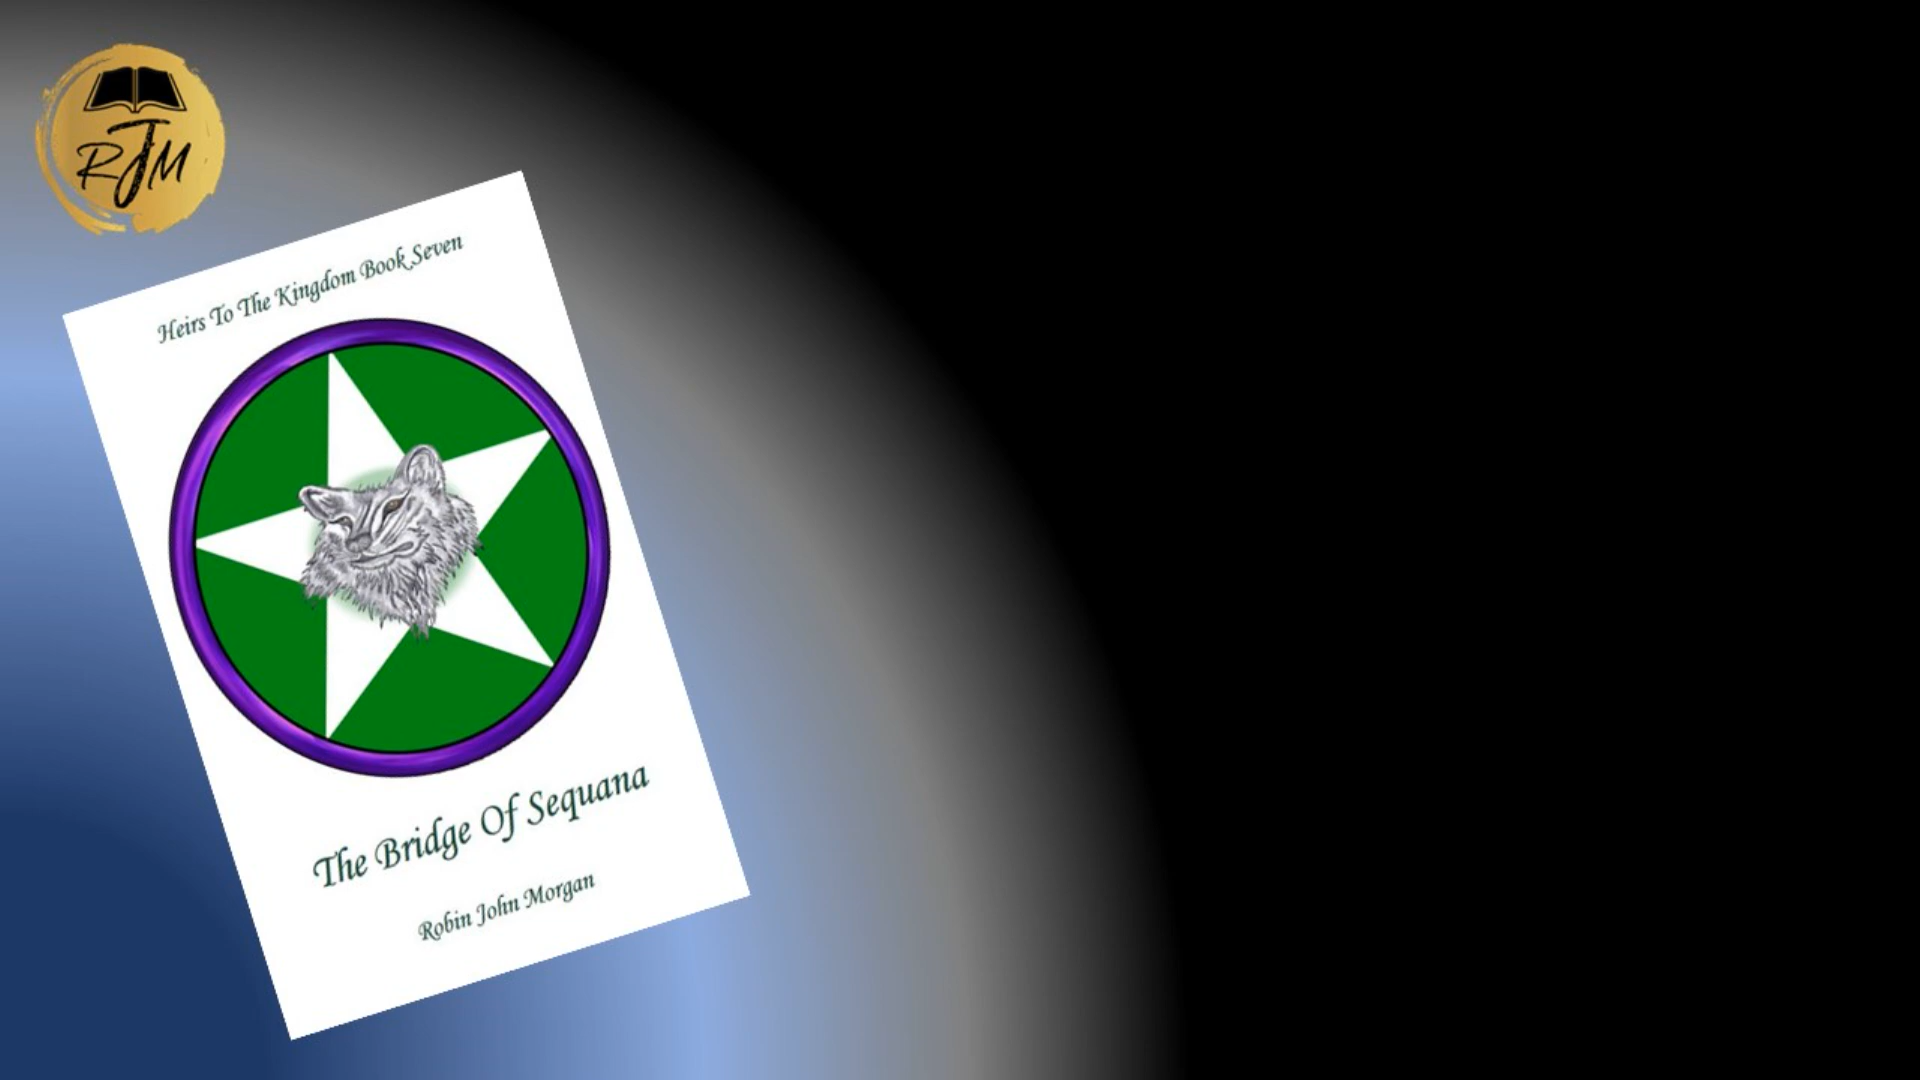 RJM
Heirs To The Kingdom Book Seven
The Bridge Of Sequana
Robin John Morgan